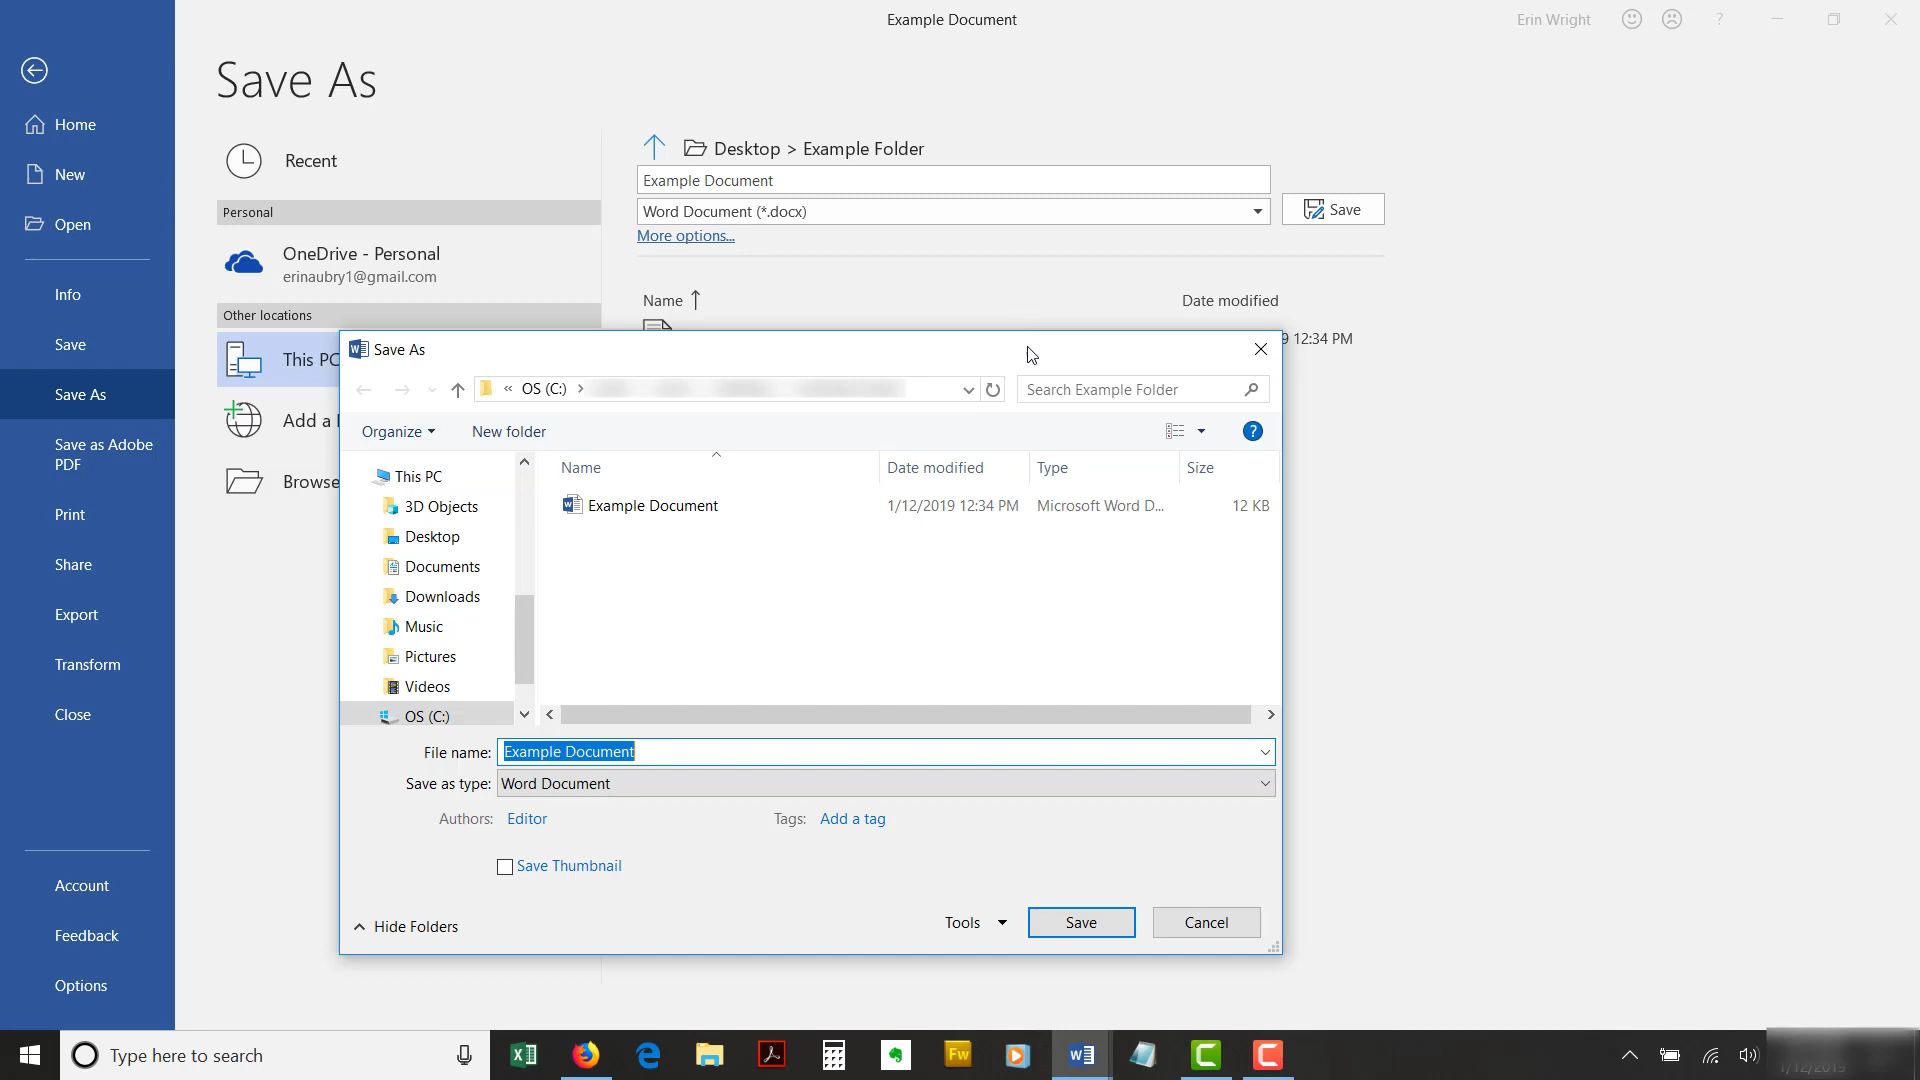 Example Document
Erin Wright
?
Save As
Home
New
Open
Info
Save
Save As
Save as Adobe
PDF
Print
Share
Export
Transform
Close
Account
Feedback
Options
Recent
Personal
OneDrive - Personal
erinaubry1@gmail.com
Other locations
This PC
Add a
Browse
Desktop > Example Folder
Example Document
Word Document (*.docx)
Save
More options...
Name
Date modified
9 12:34 PM
Save As
« OS (C:) >
Search Example Folder
Organize
New folder
?
This PC
3D Objects
Desktop
Documents
Downloads
Music
Pictures
Videos
OS (C:)
Name Date modified Type Size
Example Document 1/12/2019 12:34 PM Microsoft Word D... 12 KB
File name: Example Document
Save as type: Word Document
Authors: Editor Tags: Add a tag
Save Thumbnail
Hide Folders
Tools
Save
Cancel
Type here to search
Fw